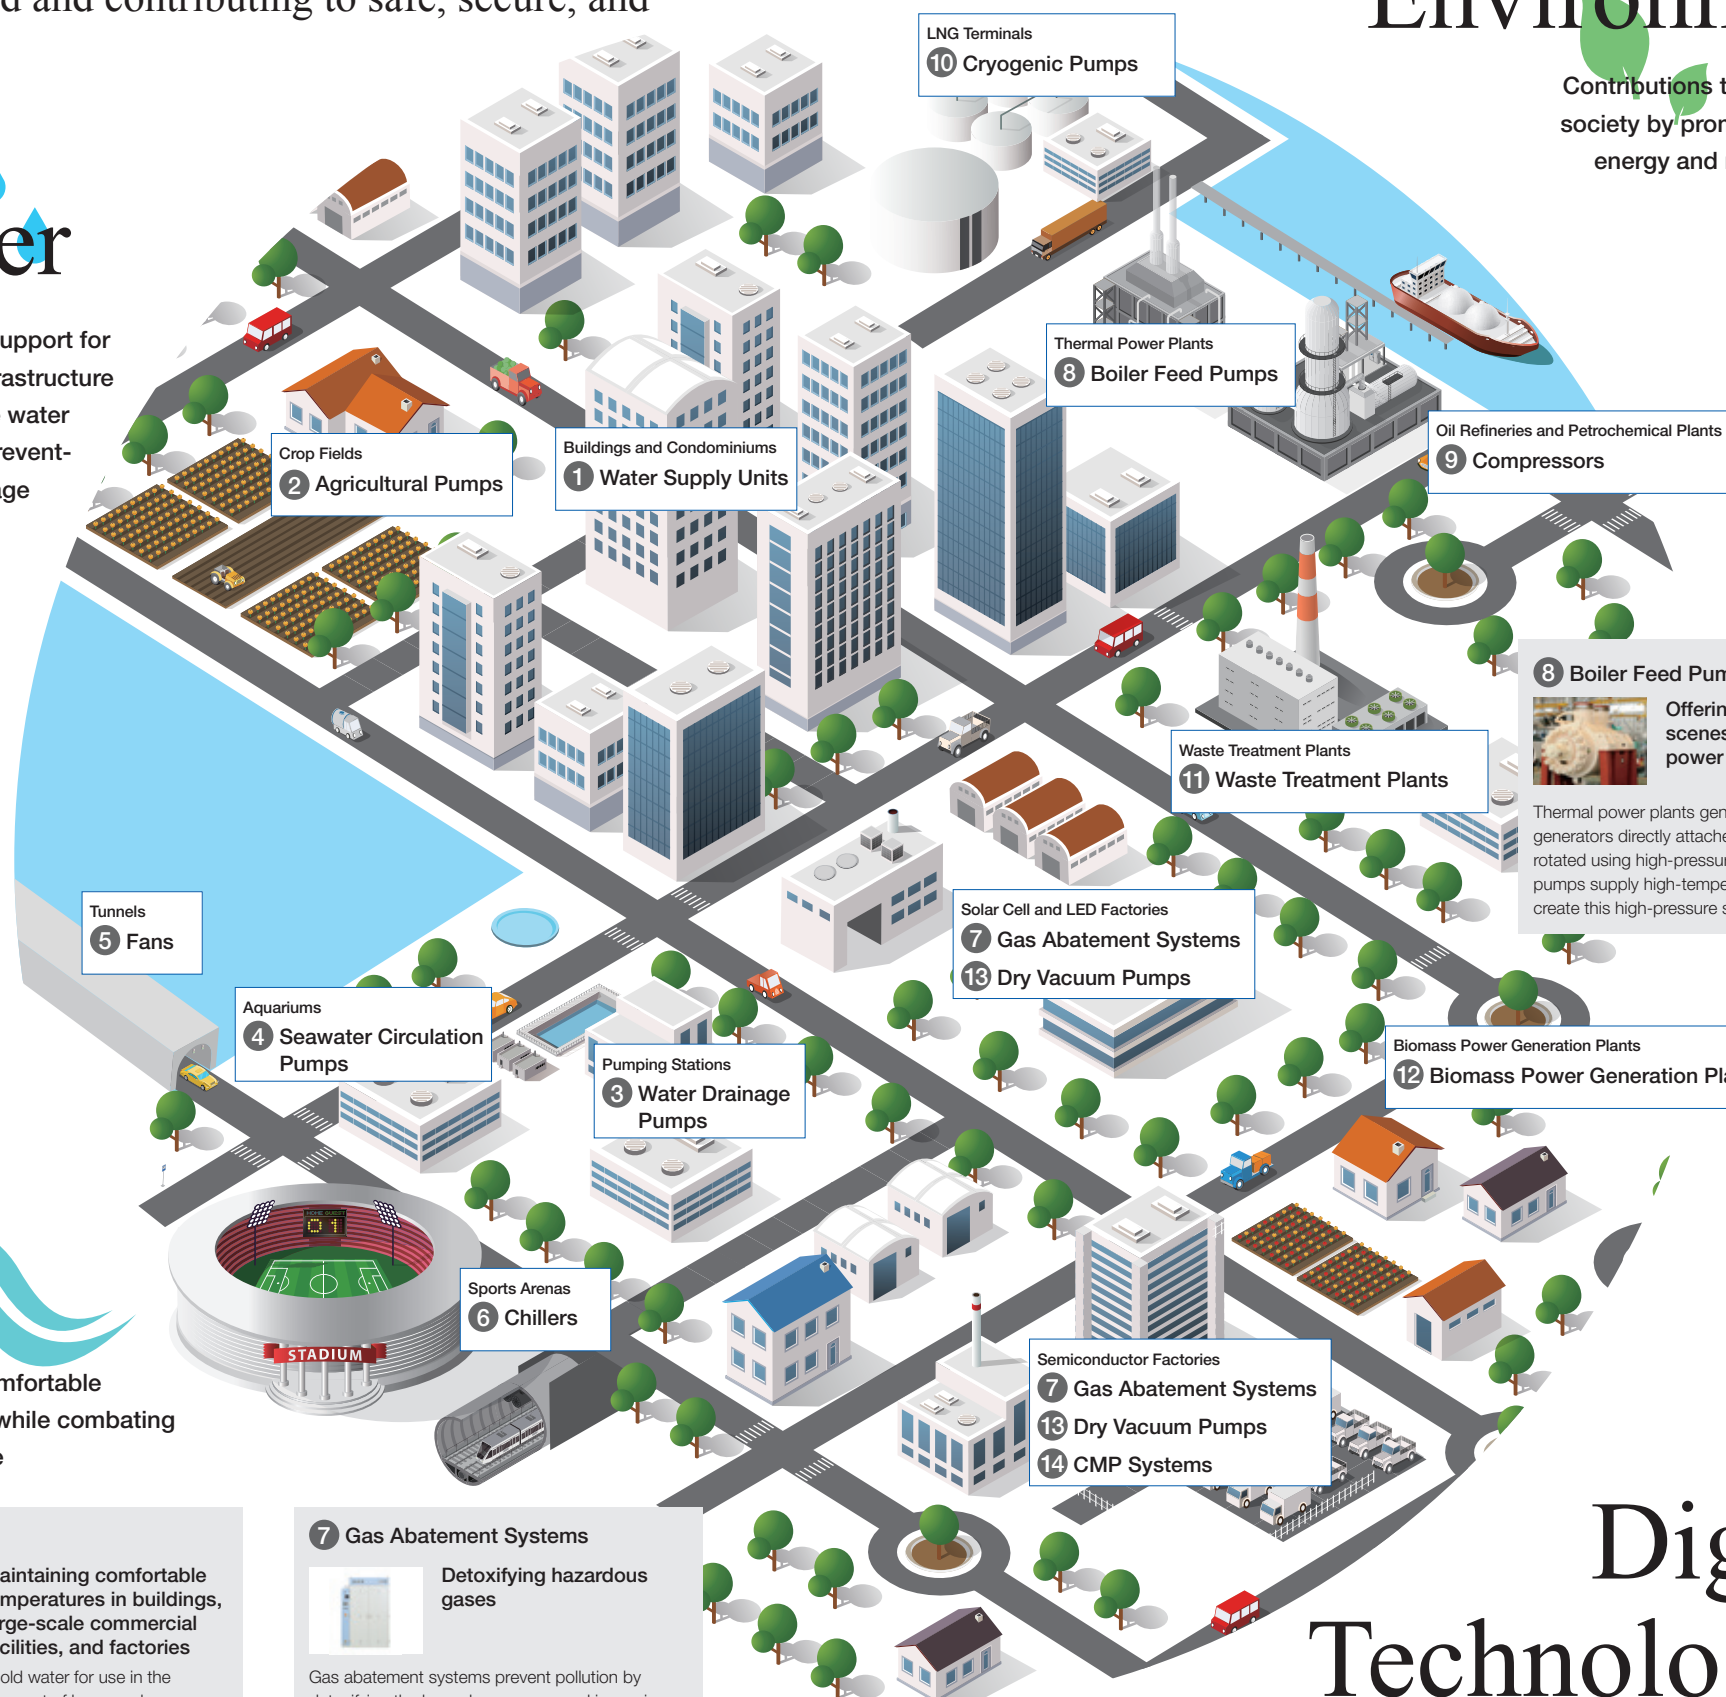 d and contributing to safe, secure, and
Environm
Contributions t
society by pron
energy and
er
upport for
rastructure
water
revent-
age
LNG Terminals
10 Cryogenic Pumps
Thermal Power Plants
8 Boiler Feed Pumps
Oil Refineries and Petrochemical Plants
9 Compressors
Crop Fields
2 Agricultural Pumps
Buildings and Condominiums
1 Water Supply Units
8 Boiler Feed Pum
Offerin
scenes
power
Thermal power plants gen
generators directly attache
rotated using high-pressur
pumps supply high-tempe
create this high-pressure s
Waste Treatment Plants
11 Waste Treatment Plants
Tunnels
5 Fans
Solar Cell and LED Factories
7 Gas Abatement Systems
13 Dry Vacuum Pumps
Aquariums
4 Seawater Circulation
Pumps
Pumping Stations
3 Water Drainage
Pumps
Biomass Power Generation Plants
12 Biomass Power Generation Pla
HOME GUEST
0 1
STADIUM
Sports Arenas
6 Chillers
Semiconductor Factories
7 Gas Abatement Systems
13 Dry Vacuum Pumps
14 CMP Systems
mfortable
while combating
e
aintaining comfortable
mperatures in buildings,
rge-scale commercial
cilities, and factories
old water for use in the
7 Gas Abatement Systems
Detoxifying hazardous
gases
Gas abatement systems prevent pollution by
Dig
Technolo